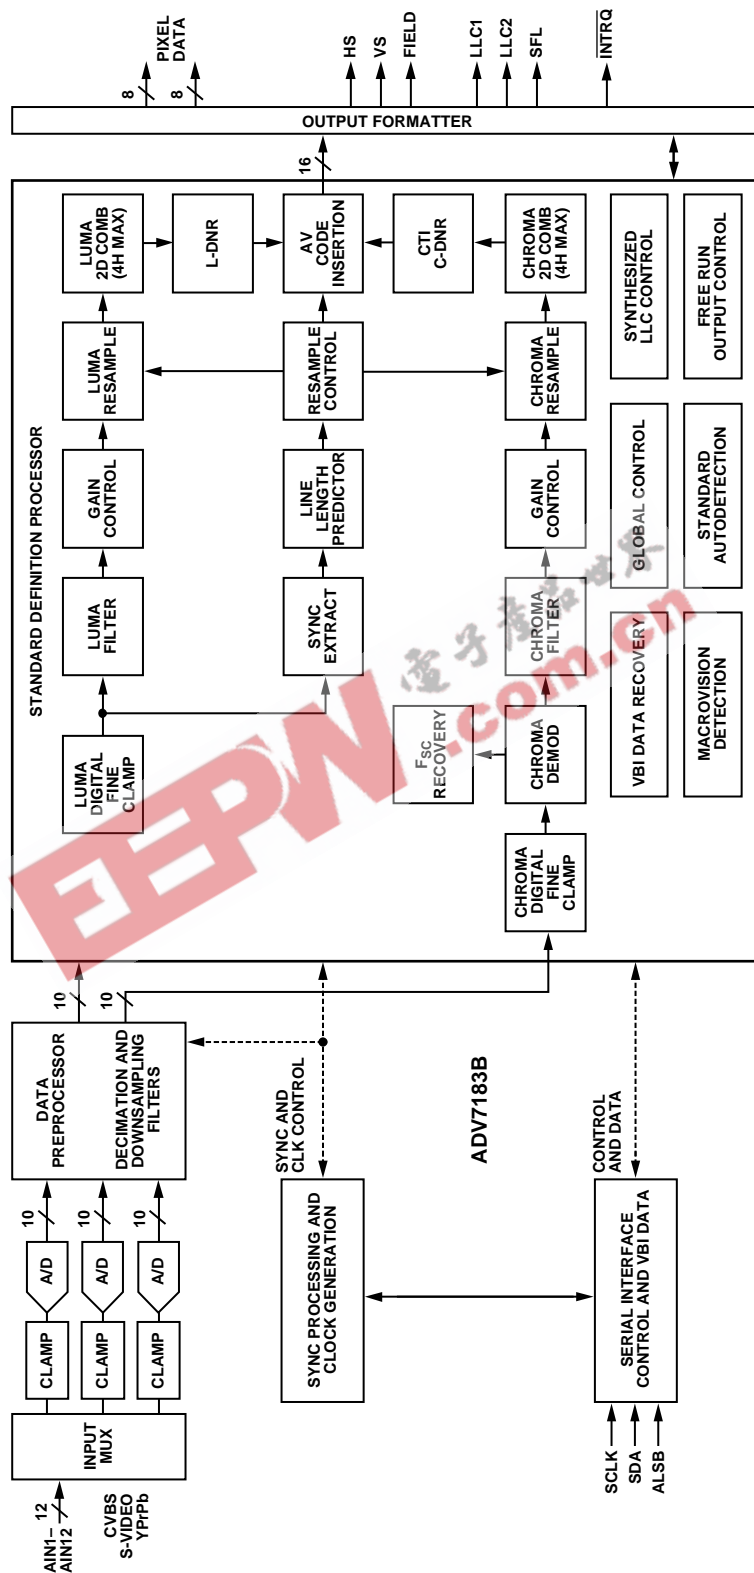 AIN1–
AIN12
12
CVBS
S-VIDEO
YPrPb
INPUT
MUX
CLAMP
CLAMP
CLAMP
A/D
A/D
A/D
10
10
10
DATA
PREPROCESSOR
DECIMATION AND
DOWNSAMPLING
FILTERS
10
10
SYNC PROCESSING AND
CLOCK GENERATION
SYNC AND
CLK CONTROL
SCLK
SDA
ALSB
SERIAL INTERFACE
CONTROL AND VBI DATA
CONTROL
AND DATA
ADV7183B
STANDARD DEFINITION PROCESSOR
LUMA
DIGITAL
FINE
CLAMP
LUMA
FILTER
GAIN
CONTROL
LUMA
RESAMPLE
LUMA
2D COMB
(4H MAX)
L-DNR
SYNC
EXTRACT
LINE
LENGTH
PREDICTOR
RESAMPLE
CONTROL
AV
CODE
INSERTION
FSC
RECOVERY
CTI
C-DNR
CHROMA
DIGITAL
FINE
CLAMP
CHROMA
DEMOD
CHROMA
FILTER
GAIN
CONTROL
CHROMA
RESAMPLE
CHROMA
2D COMB
(4H MAX)
VBI DATA RECOVERY
GLOBAL CONTROL
SYNTHESIZED
LLC CONTROL
MACROVISION
DETECTION
STANDARD
AUTODETECTION
FREE RUN
OUTPUT CONTROL
16
OUTPUT FORMATTER
8
8
PIXEL
DATA
HS
VS
FIELD
LLC1
LLC2
SFL
INTRQ
EEPW.com.cn
電子產品世界